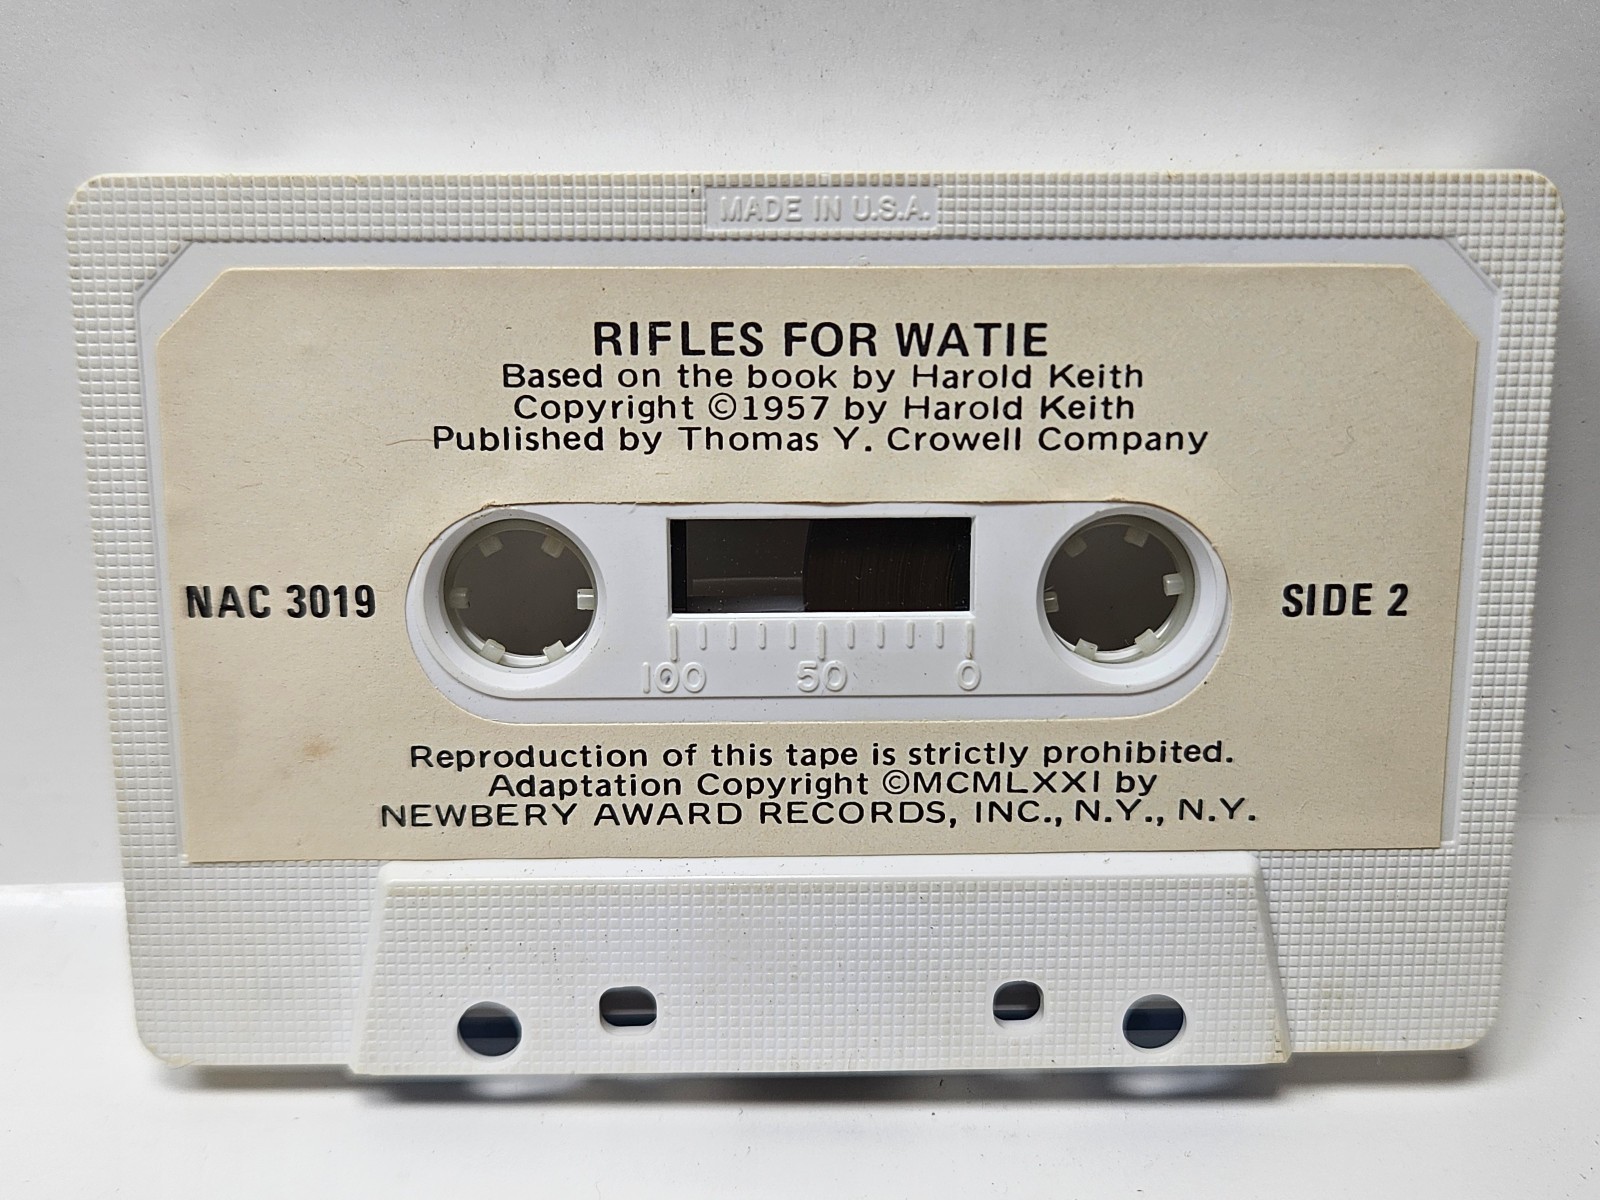 MADE IN U.S.A.
RIFLES FOR WATIE
Based on the book by Harold Keith
Copyright ©1957 by Harold Keith
Published by Thomas Y. Crowell Company
NAC 3019
SIDE 2
100 50 0
Reproduction of this tape is strictly prohibited.
Adaptation Copyright ©MCMLXXI by
NEWBERY AWARD RECORDS, INC., N.Y., N.Y.